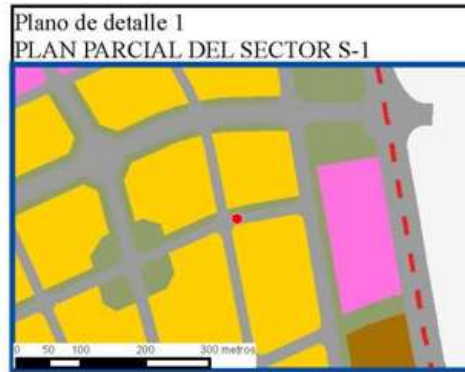 Plano de detalle 1
PLAN PARCIAL DEL SECTOR S-1
0 50 100 200 300 metros